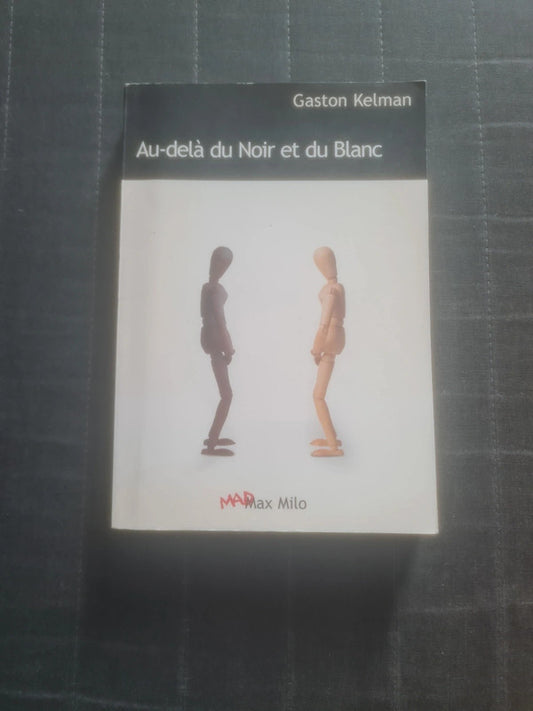 Gaston Kelman
Au-delà du Noir et du Blanc
MAD Max Milo